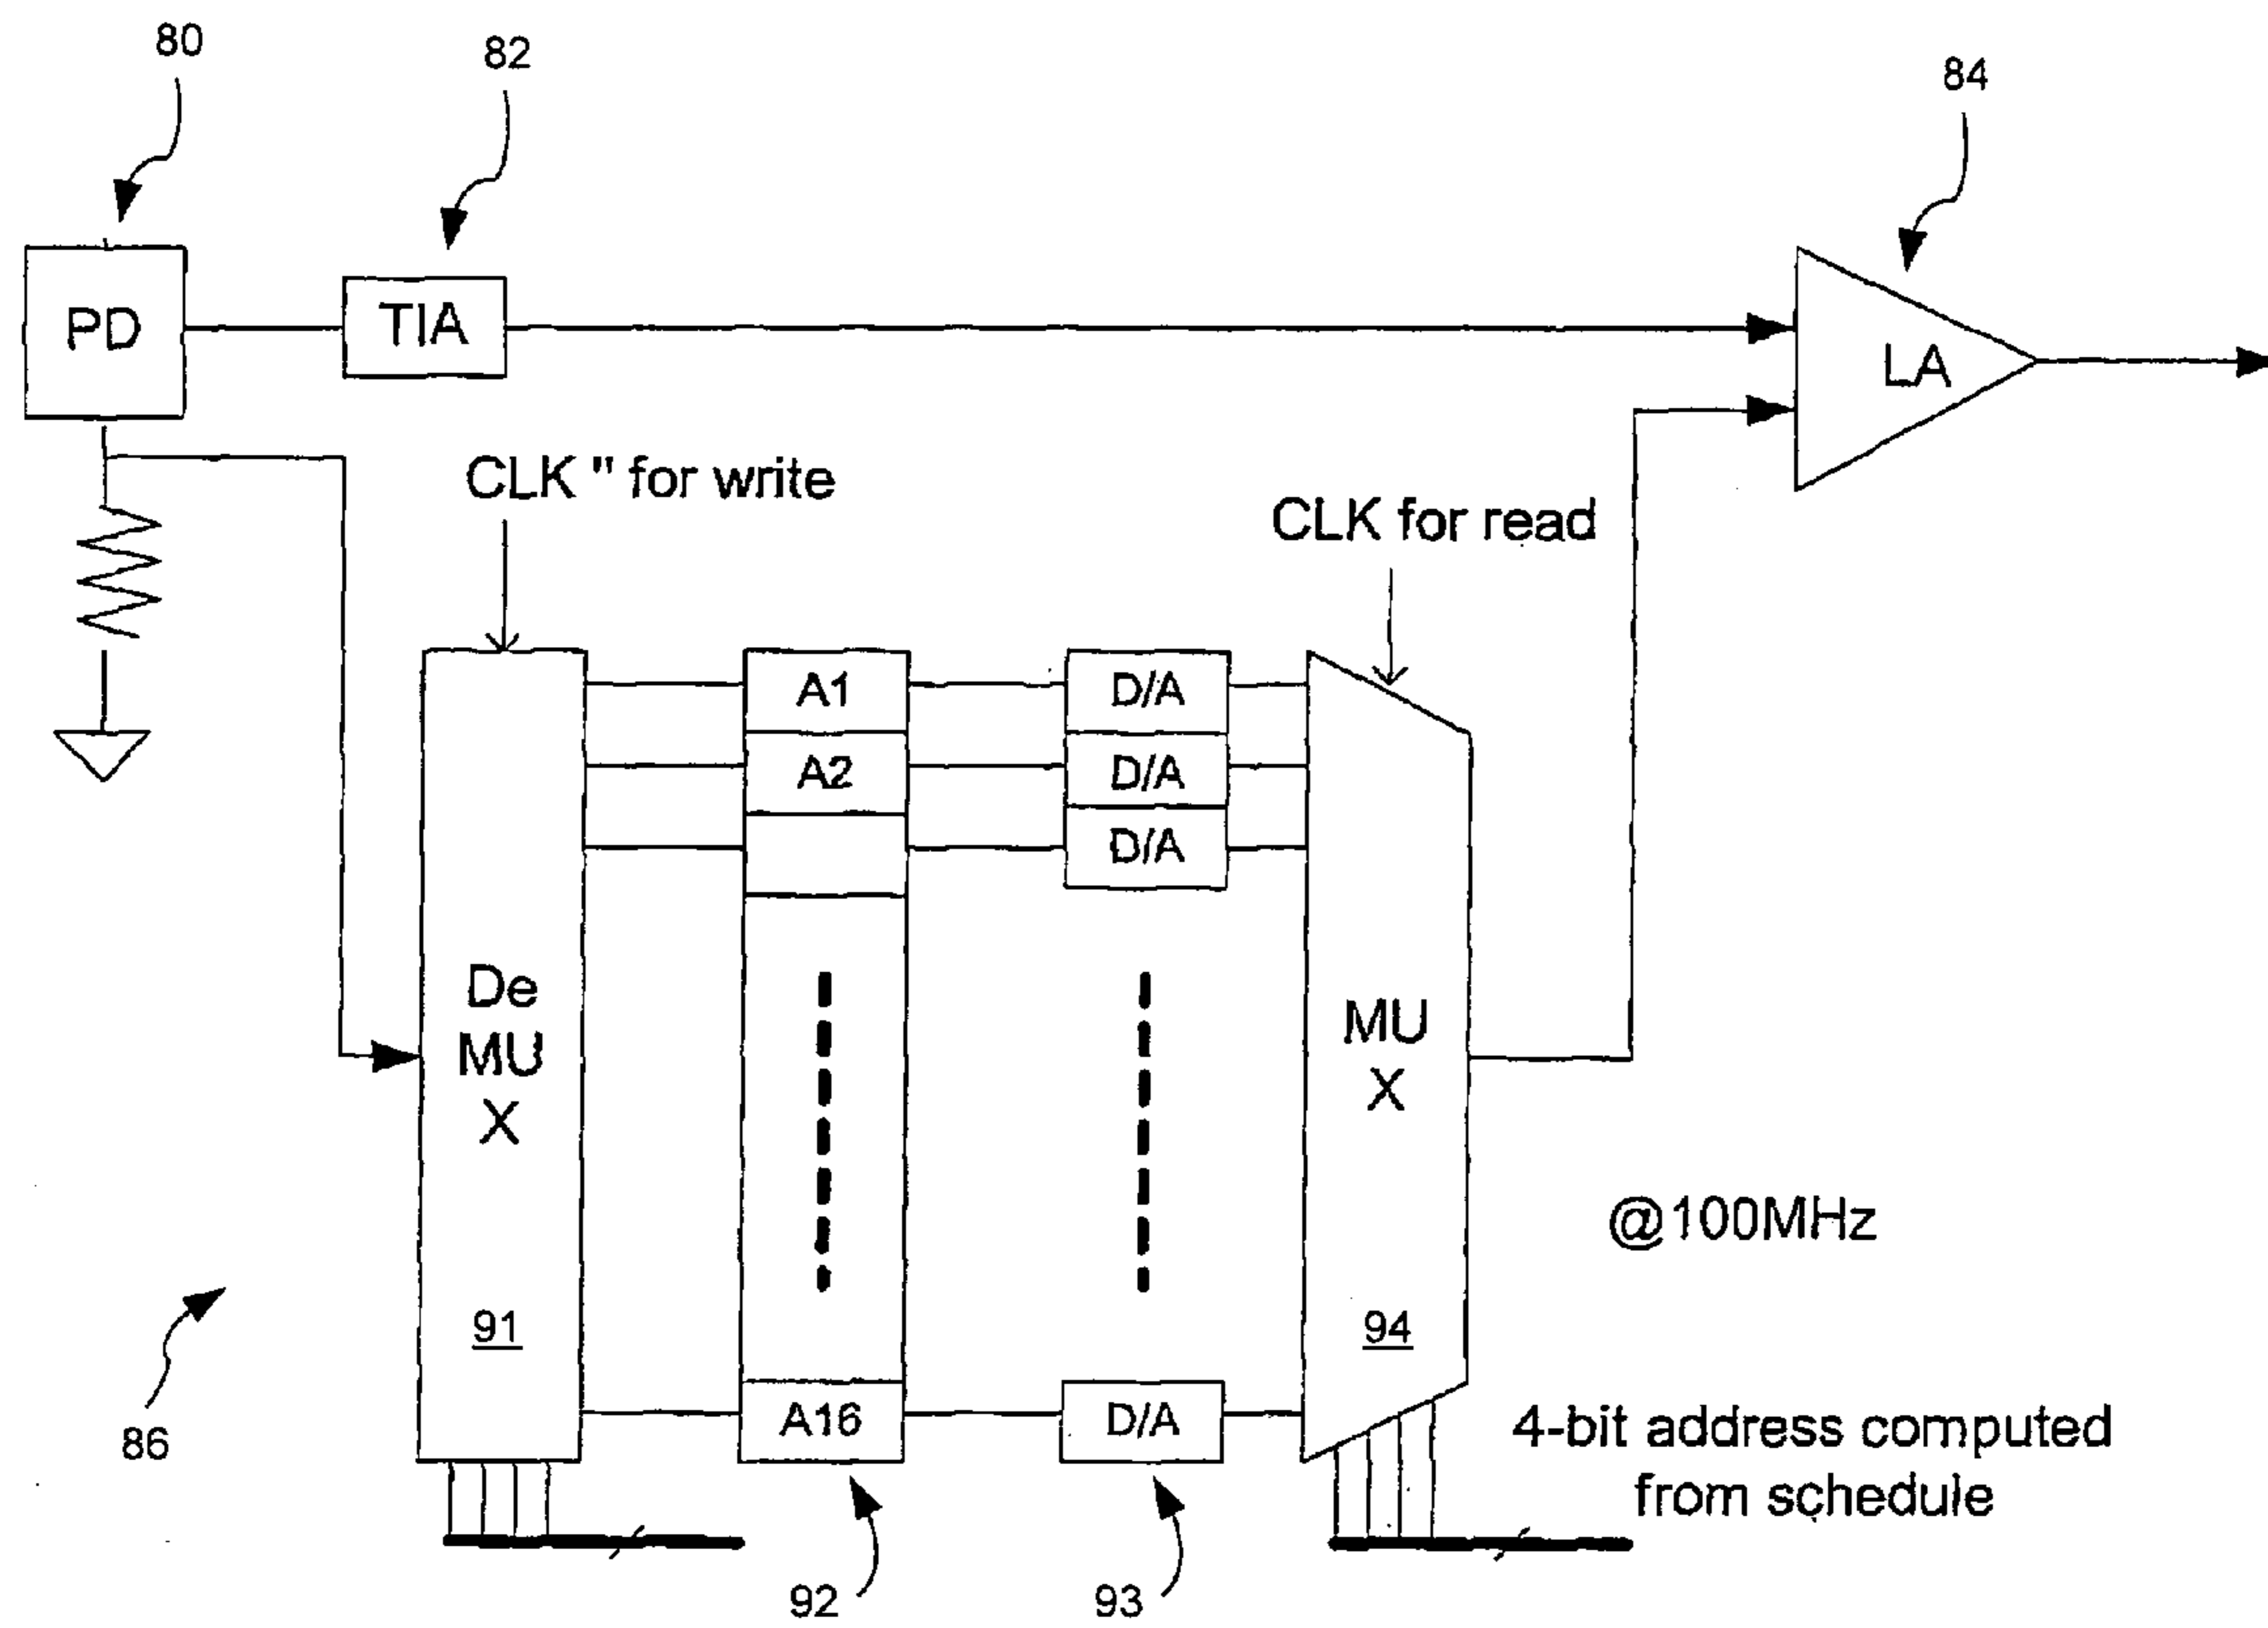 80
82
84
PD
TIA
LA
CLK " for write
CLK for read
A1
D/A
A2
D/A
D/A
De
MU
X
MU
X
@100MHz
91
94
A16
D/A
4-bit address computed
from schedule
86
92
93